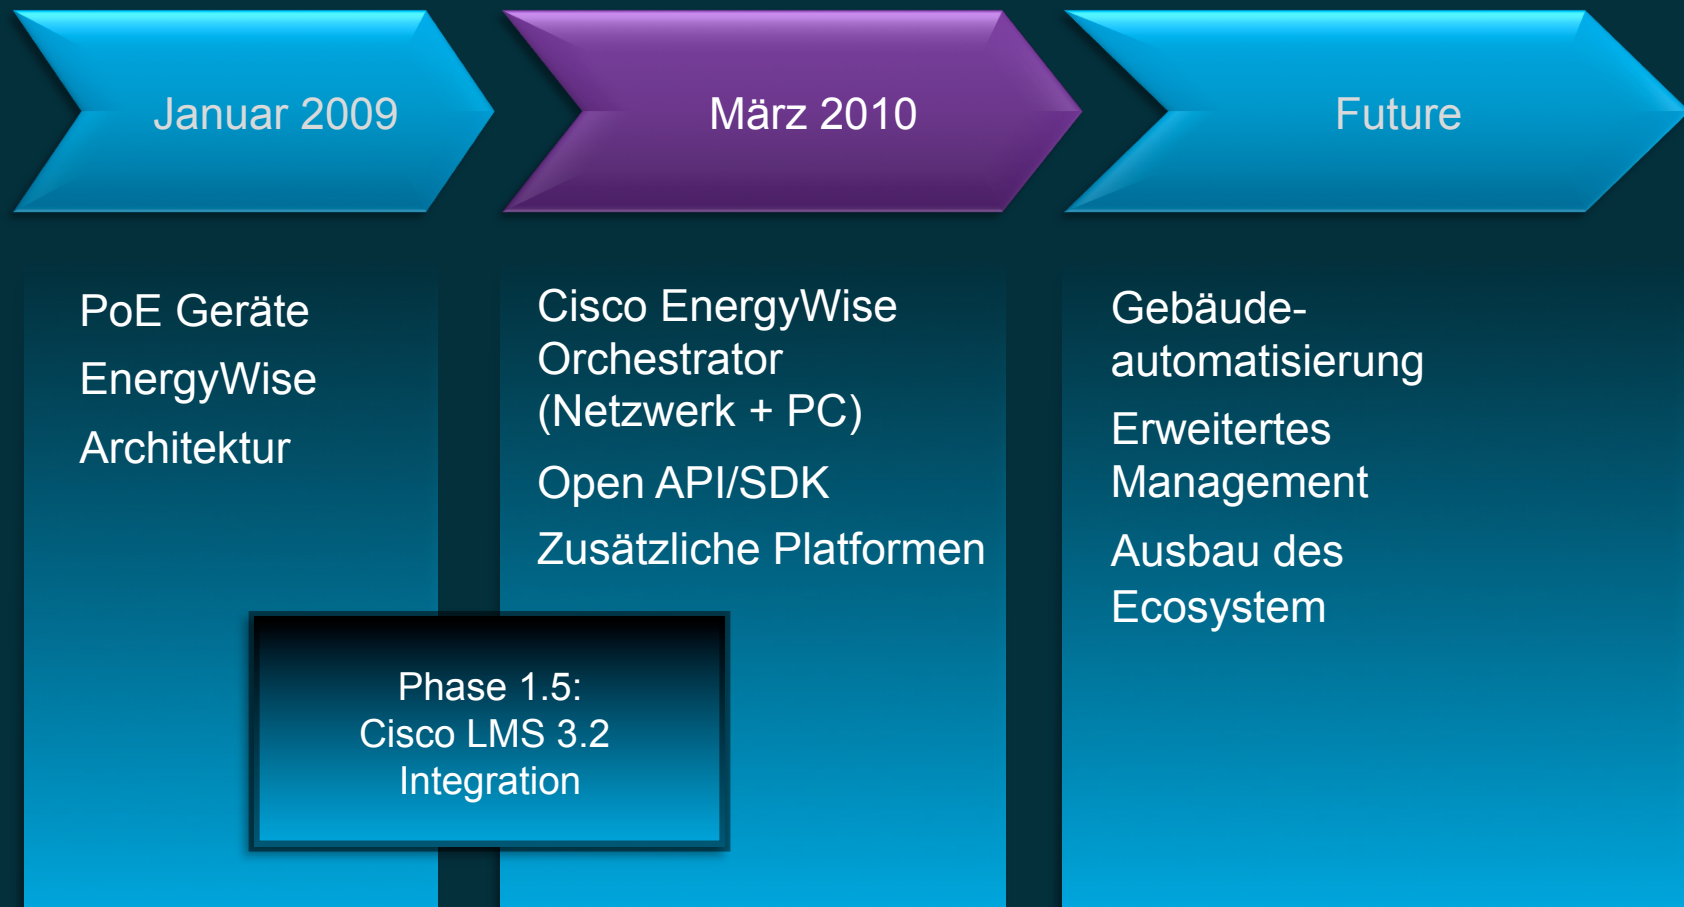 Januar 2009
März 2010
Future
PoE Geräte
EnergyWise
Architektur
Cisco EnergyWise
Orchestrator
(Netzwerk + PC)
Open API/SDK
Zusätzliche Platformen
Gebäude-
automatisierung
Erweitertes
Management
Ausbau des
Ecosystem
Phase 1.5:
Cisco LMS 3.2
Integration